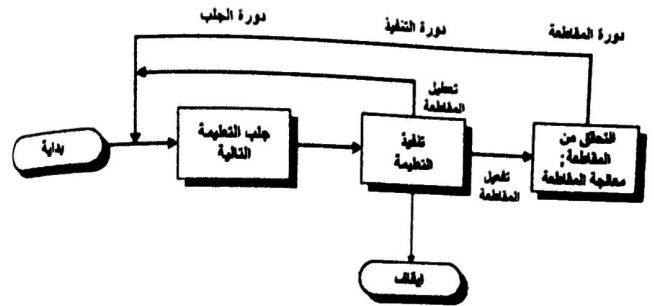 دورة الجلب
دورة التنفيذ
دورة المقاطعة
تعطيل
المقاطعة
بداية
جلب التعليمة
التالية
تنفيذ
التعليمة
تفعيل
المقاطعة
التحقق من
المقاطعة ;
معالجة المقاطعة
ايقاف